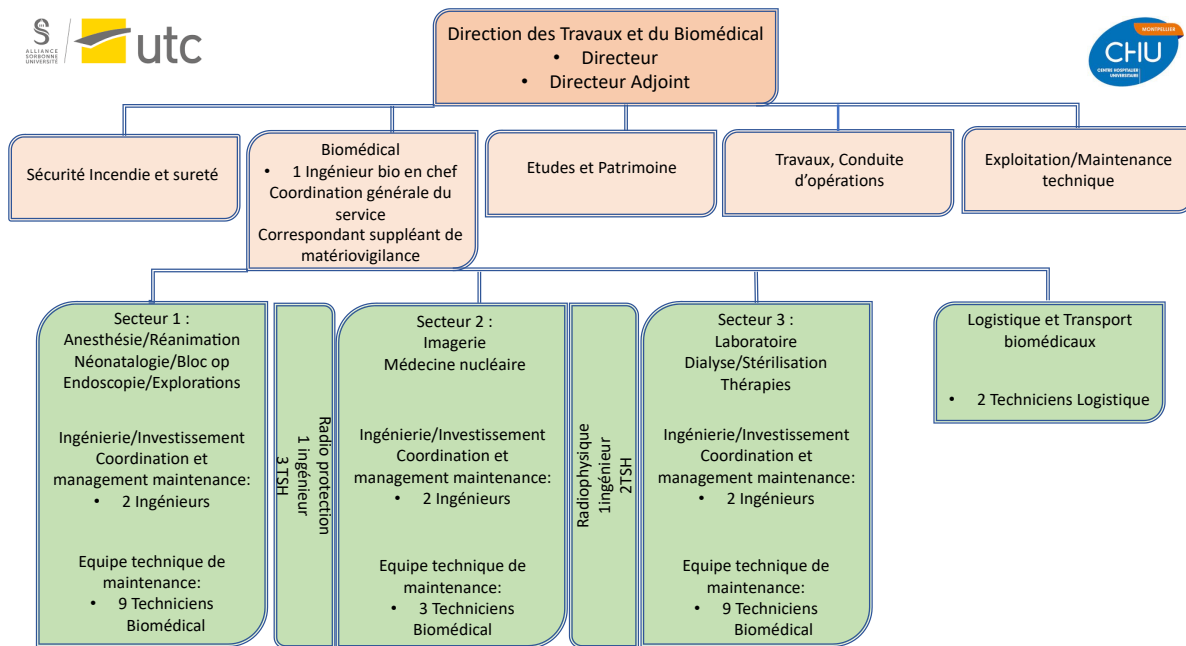 ALLIANCE
SORBONNE
UNIVERSITÉ
utc
Direction des Travaux et du Biomédical
• Directeur
• Directeur Adjoint
MONTPELLIER
CHU
CENTRE HOSPITALIER
UNIVERSITAIRE
Sécurité Incendie et sureté
Biomédical
• 1 Ingénieur bio en chef
Coordination générale du
service
Correspondant suppléant de
matériovigilance
Etudes et Patrimoine
Travaux, Conduite
d'opérations
Exploitation/Maintenance
technique
Secteur 1 :
Anesthésie/Réanimation
Néonatalogie/Bloc op
Endoscopie/Explorations
Ingénierie/Investissement
Coordination et
management maintenance:
• 2 Ingénieurs
Equipe technique de
maintenance:
• 9 Techniciens
Biomédical
Radio protection
1 ingénieur
3 TSH
Secteur 2 :
Imagerie
Médecine nucléaire
Ingénierie/Investissement
Coordination et
management maintenance:
• 2 Ingénieurs
Equipe technique de
maintenance:
• 3 Techniciens
Biomédical
Radiophysique
1ingénieur
2TSH
Secteur 3 :
Laboratoire
Dialyse/Stérilisation
Thérapies
Ingénierie/Investissement
Coordination et
management maintenance:
• 2 Ingénieurs
Equipe technique de
maintenance:
• 9 Techniciens
Biomédical
Logistique et Transport
biomédicaux
• 2 Techniciens Logistique